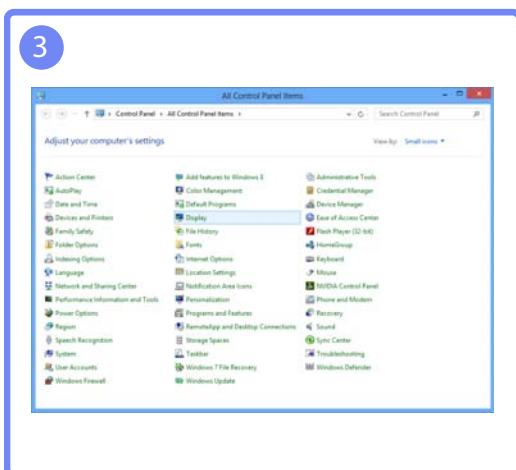 3
All Control Panel Items
Control Panel ▸ All Control Panel Items ▸
Search Control Panel
Adjust your computer's settings
View by: Small icons
Action Center
Add features to Windows 8
Administrative Tools
AutoPlay
Color Management
Credential Manager
Date and Time
Default Programs
Device Manager
Devices and Printers
Display
Ease of Access Center
Family Safety
File History
Flash Player (32-bit)
Folder Options
Fonts
HomeGroup
Indexing Options
Internet Options
Keyboard
Language
Location Settings
Mouse
Network and Sharing Center
Notification Area Icons
NVIDIA Control Panel
Performance Information and Tools
Personalization
Phone and Modem
Power Options
Programs and Features
Recovery
Region
RemoteApp and Desktop Connections
Sound
Speech Recognition
Storage Spaces
Sync Center
System
Taskbar
Troubleshooting
User Accounts
Windows 7 File Recovery
Windows Defender
Windows Firewall
Windows Update